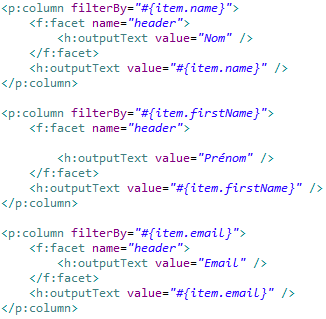 <p:column filterBy="#{item.name}">
    <f:facet name="header">
        <h:outputText value="Nom" />
    </f:facet>
    <h:outputText value="#{item.name}" />
</p:column>

<p:column filterBy="#{item.firstName}">
    <f:facet name="header">

        <h:outputText value="Prénom" />
    </f:facet>
    <h:outputText value="#{item.firstName}" />
</p:column>

<p:column filterBy="#{item.email}">
    <f:facet name="header">
        <h:outputText value="Email" />
    </f:facet>
    <h:outputText value="#{item.email}" />
</p:column>